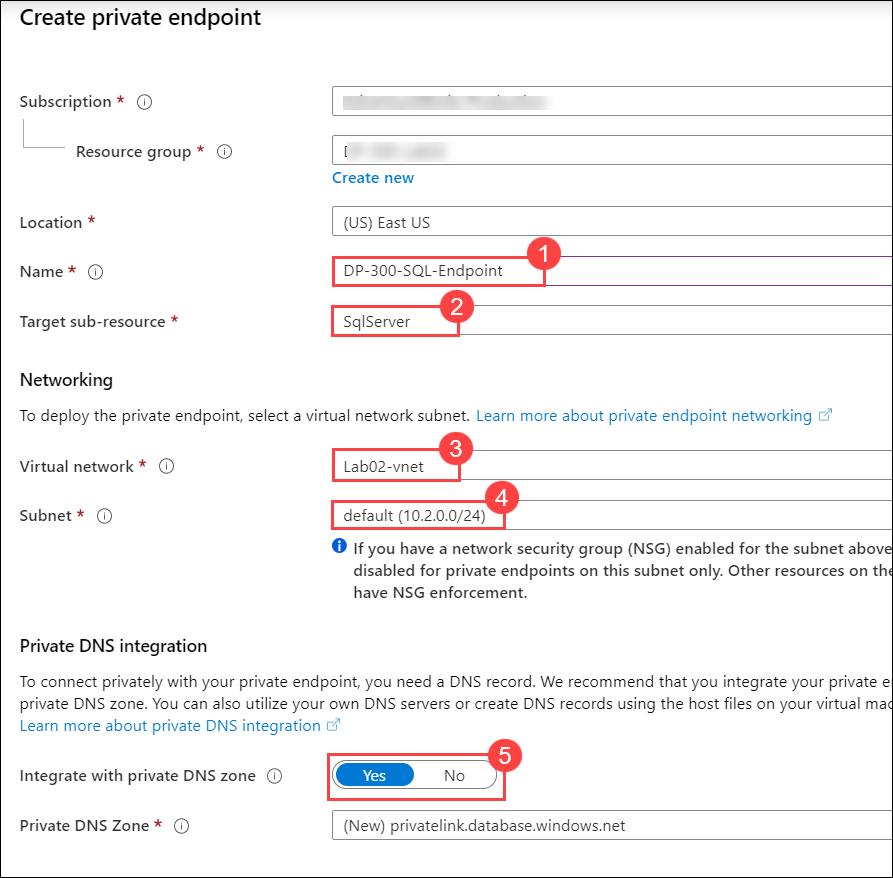 Create private endpoint
Subscription *
Resource group *
Create new
Location * (US) East US
1
Name * DP-300-SQL-Endpoint
2
Target sub-resource * SqlServer
Networking
To deploy the private endpoint, select a virtual network subnet. Learn more about private endpoint networking
3
Virtual network * Lab02-vnet
4
Subnet * default (10.2.0.0/24)
If you have a network security group (NSG) enabled for the subnet above
disabled for private endpoints on this subnet only. Other resources on the
have NSG enforcement.
Private DNS integration
To connect privately with your private endpoint, you need a DNS record. We recommend that you integrate your private e
private DNS zone. You can also utilize your own DNS servers or create DNS records using the host files on your virtual mac
Learn more about private DNS integration
5
Integrate with private DNS zone Yes No
Private DNS Zone * (New) privatelink.database.windows.net